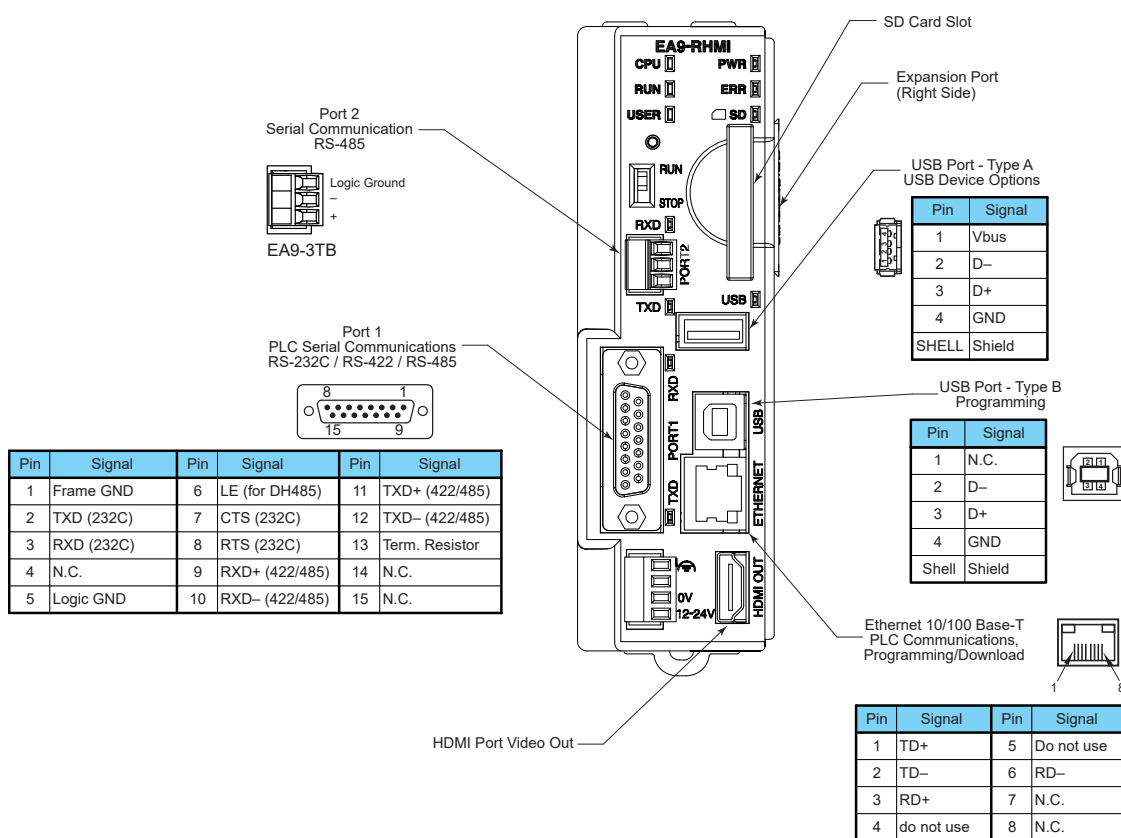 SD Card Slot
Expansion Port
(Right Side)
EA9-RHMI
CPU PWR
RUN ERR
USER SD
RUN
STOP
RXD
PORT2
TXD USB
RXD
PORT1
TXD
USB
ETHERNET
0V
12-24V
HDMI OUT
Port 2
Serial Communication
RS-485
Logic Ground
–
+
EA9-3TB
Port 1
PLC Serial Communications
RS-232C / RS-422 / RS-485
8 1
15 9
Pin Signal Pin Signal Pin Signal
1 Frame GND 6 LE (for DH485) 11 TXD+ (422/485)
2 TXD (232C) 7 CTS (232C) 12 TXD– (422/485)
3 RXD (232C) 8 RTS (232C) 13 Term. Resistor
4 N.C. 9 RXD+ (422/485) 14 N.C.
5 Logic GND 10 RXD– (422/485) 15 N.C.
USB Port - Type A
USB Device Options
Pin Signal
1 Vbus
2 D–
3 D+
4 GND
SHELL Shield
1 2 3 4
USB Port - Type B
Programming
Pin Signal
1 N.C.
2 D–
3 D+
4 GND
Shell Shield
2 1
3 4
Ethernet 10/100 Base-T
PLC Communications,
Programming/Download
1 8
Pin Signal Pin Signal
1 TD+ 5 Do not use
2 TD– 6 RD–
3 RD+ 7 N.C.
4 do not use 8 N.C.
HDMI Port Video Out